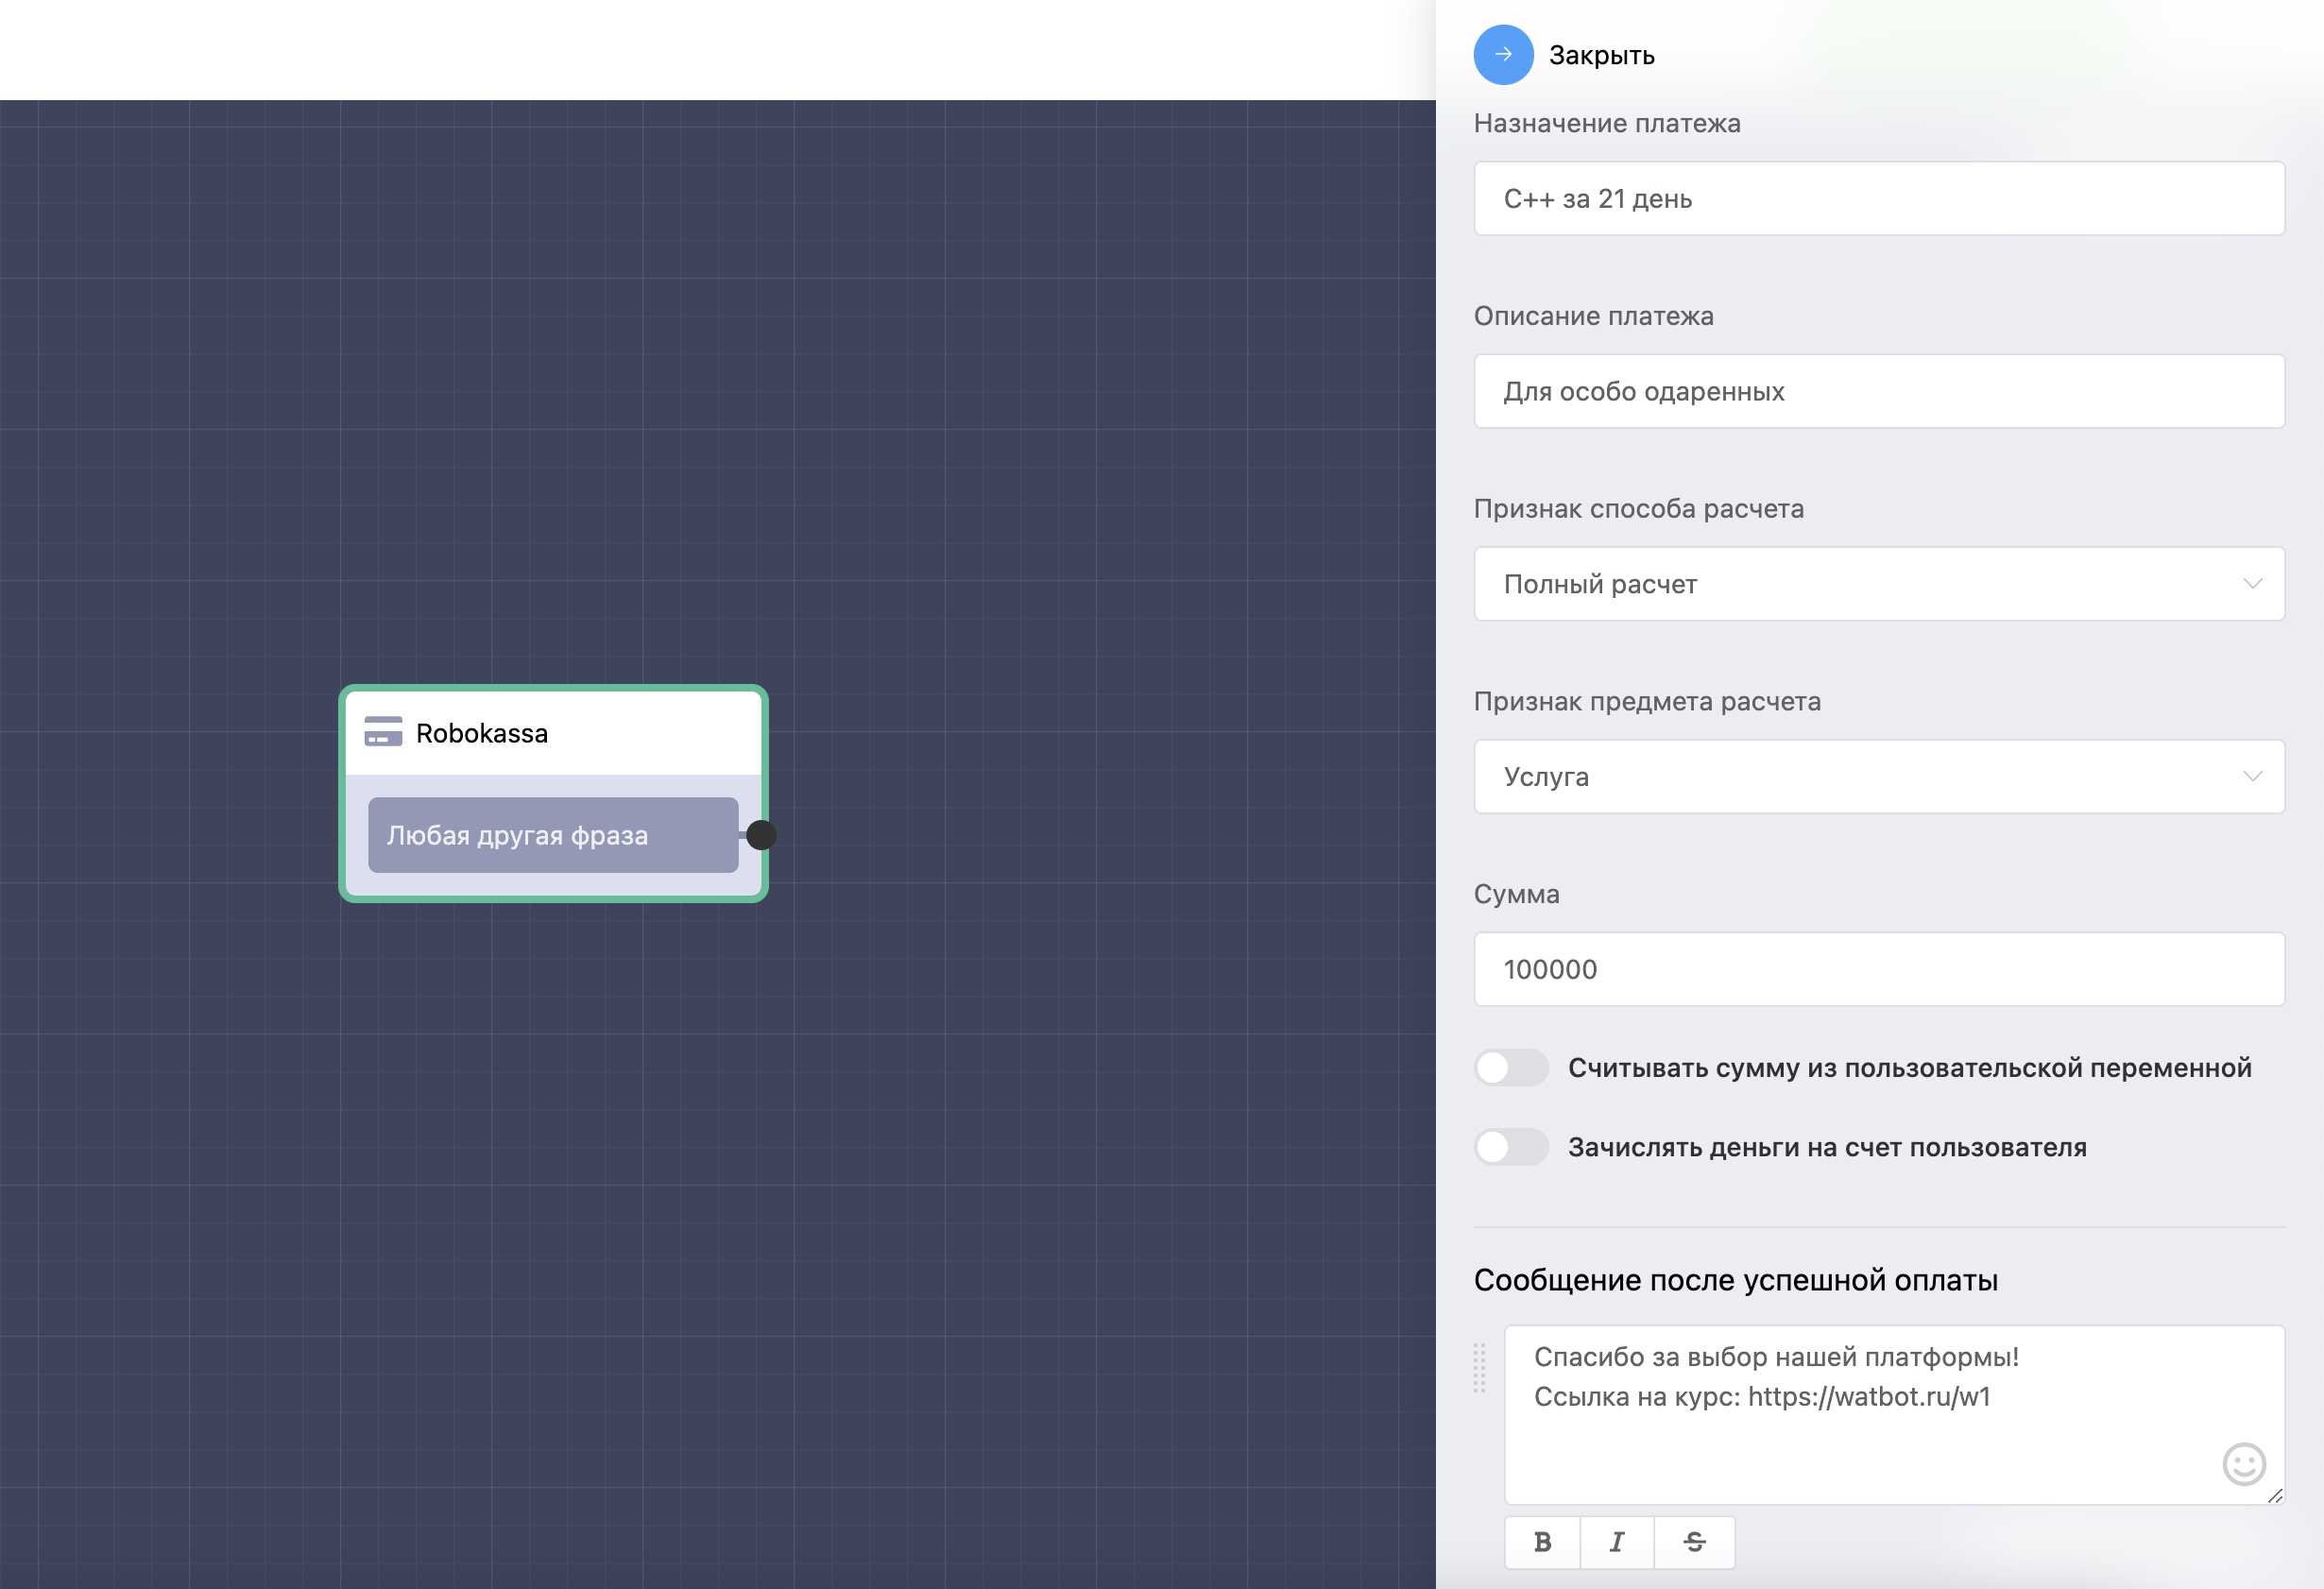 Robokassa
Любая другая фраза
Закрыть
Назначение платежа
C++ за 21 день
Описание платежа
Для особо одаренных
Признак способа расчета
Полный расчет
Признак предмета расчета
Услуга
Сумма
100000
Считывать сумму из пользовательской переменной
Зачислять деньги на счет пользователя
Сообщение после успешной оплаты
Спасибо за выбор нашей платформы!
Ссылка на курс: https://watbot.ru/w1
B I S